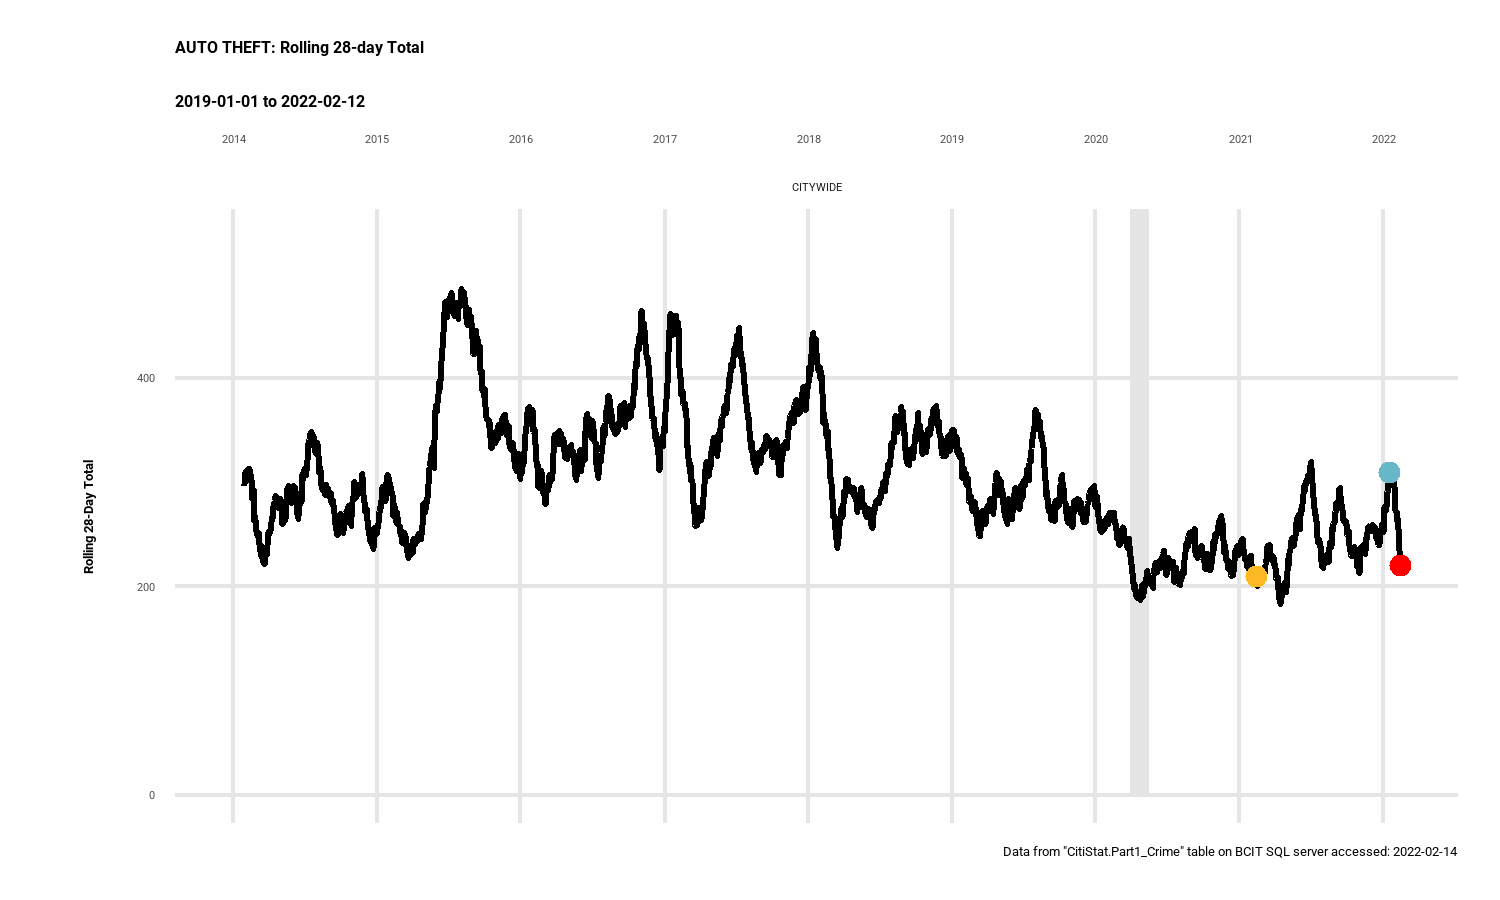 AUTO THEFT: Rolling 28-day Total
2019-01-01 to 2022-02-12
2014 2015 2016 2017 2018 2019 2020 2021 2022
CITYWIDE
400
200
0
Rolling 28-Day Total
Data from "CitiStat.Part1_Crime" table on BCIT SQL server accessed: 2022-02-14